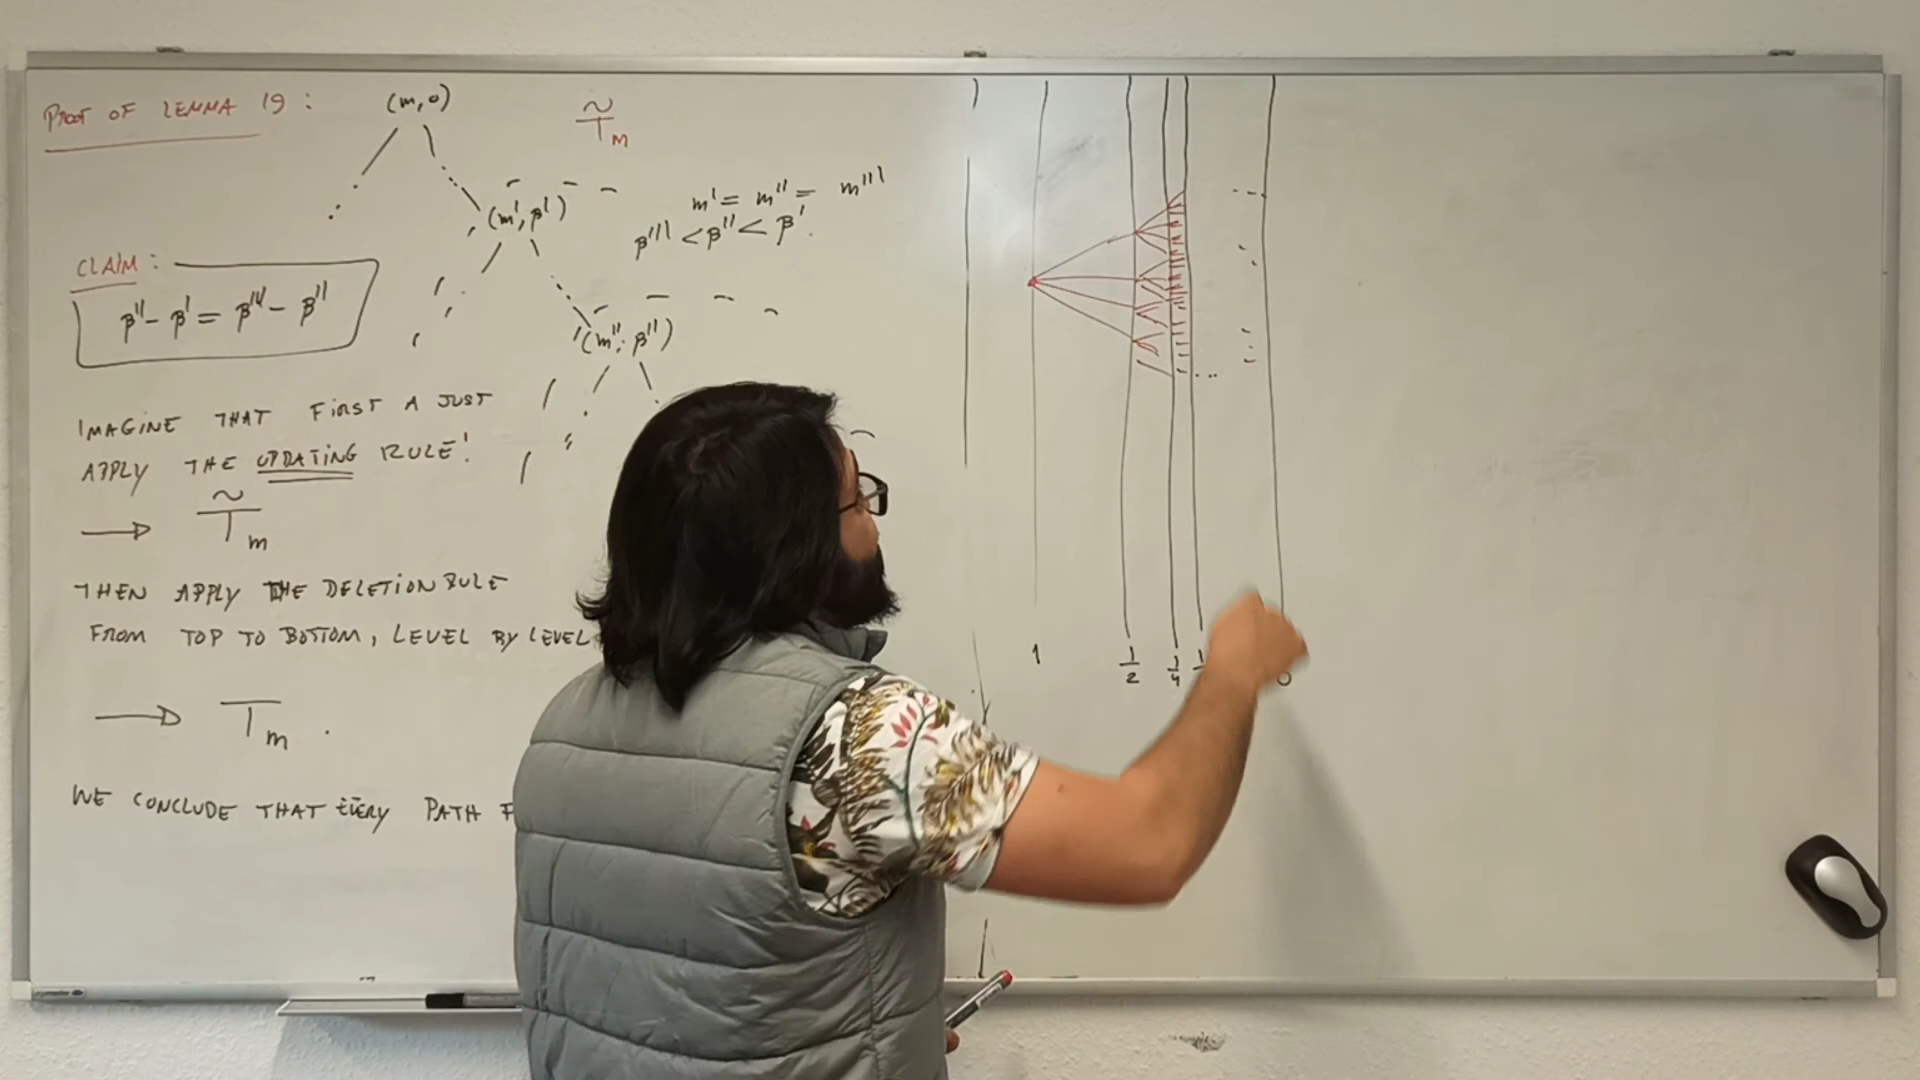 PROOF OF LEMMA 19 :
(m, 0)
T̃m
(m', β')
m' = m'' = m'''
β''' < β'' < β'.
CLAIM :
β'' - β' = β''' - β''
(m'', β'')
IMAGINE THAT FIRST A JUST
APPLY THE UPDATING RULE!
→ T̃m
THEN APPLY THE DELETION RULE
FROM TOP TO BOTTOM, LEVEL BY LEVEL
→ Tm .
WE CONCLUDE THAT EVERY PATH F
1 1/2 1/4 1 0